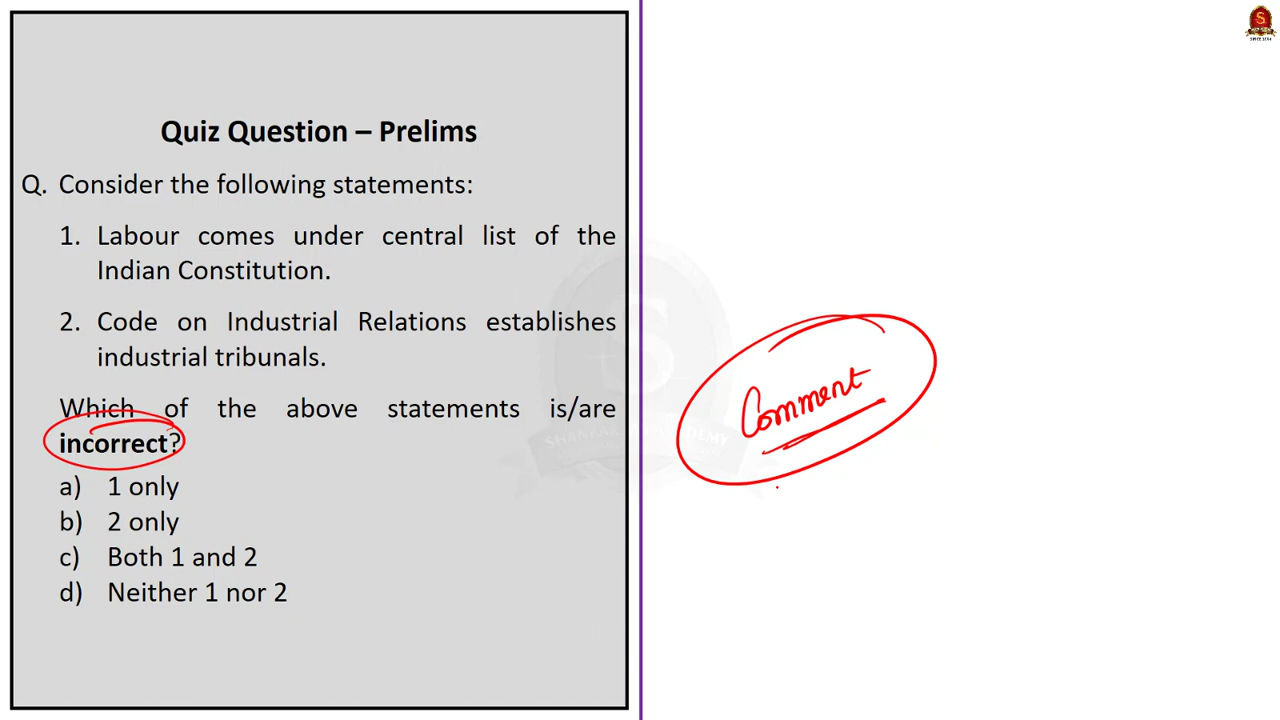 Quiz Question – Prelims
Q. Consider the following statements:
1. Labour comes under central list of the
Indian Constitution.
2. Code on Industrial Relations establishes
industrial tribunals.
Which of the above statements is/are
incorrect?
a) 1 only
b) 2 only
c) Both 1 and 2
d) Neither 1 nor 2
Comment